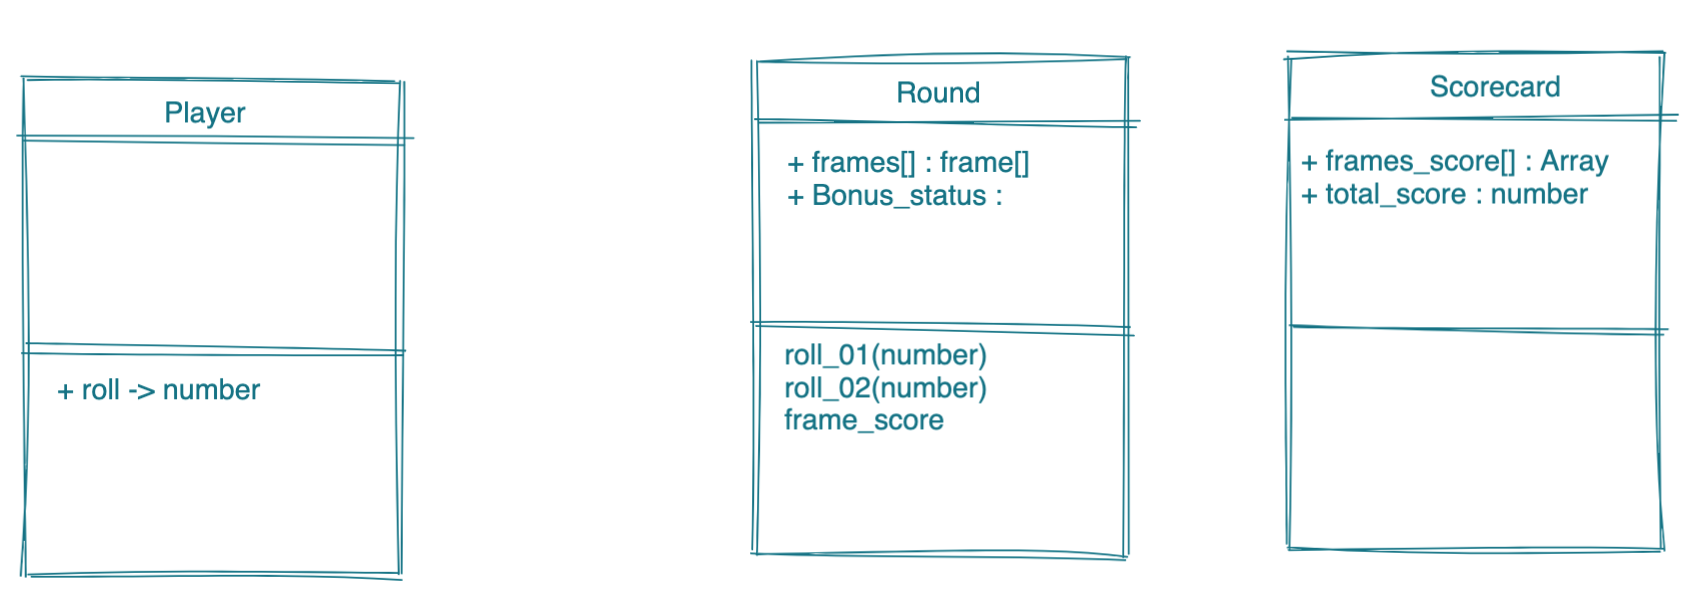 Player
+ roll -> number
Round
+ frames[] : frame[]
+ Bonus_status :
roll_01(number)
roll_02(number)
frame_score
Scorecard
+ frames_score[] : Array
+ total_score : number